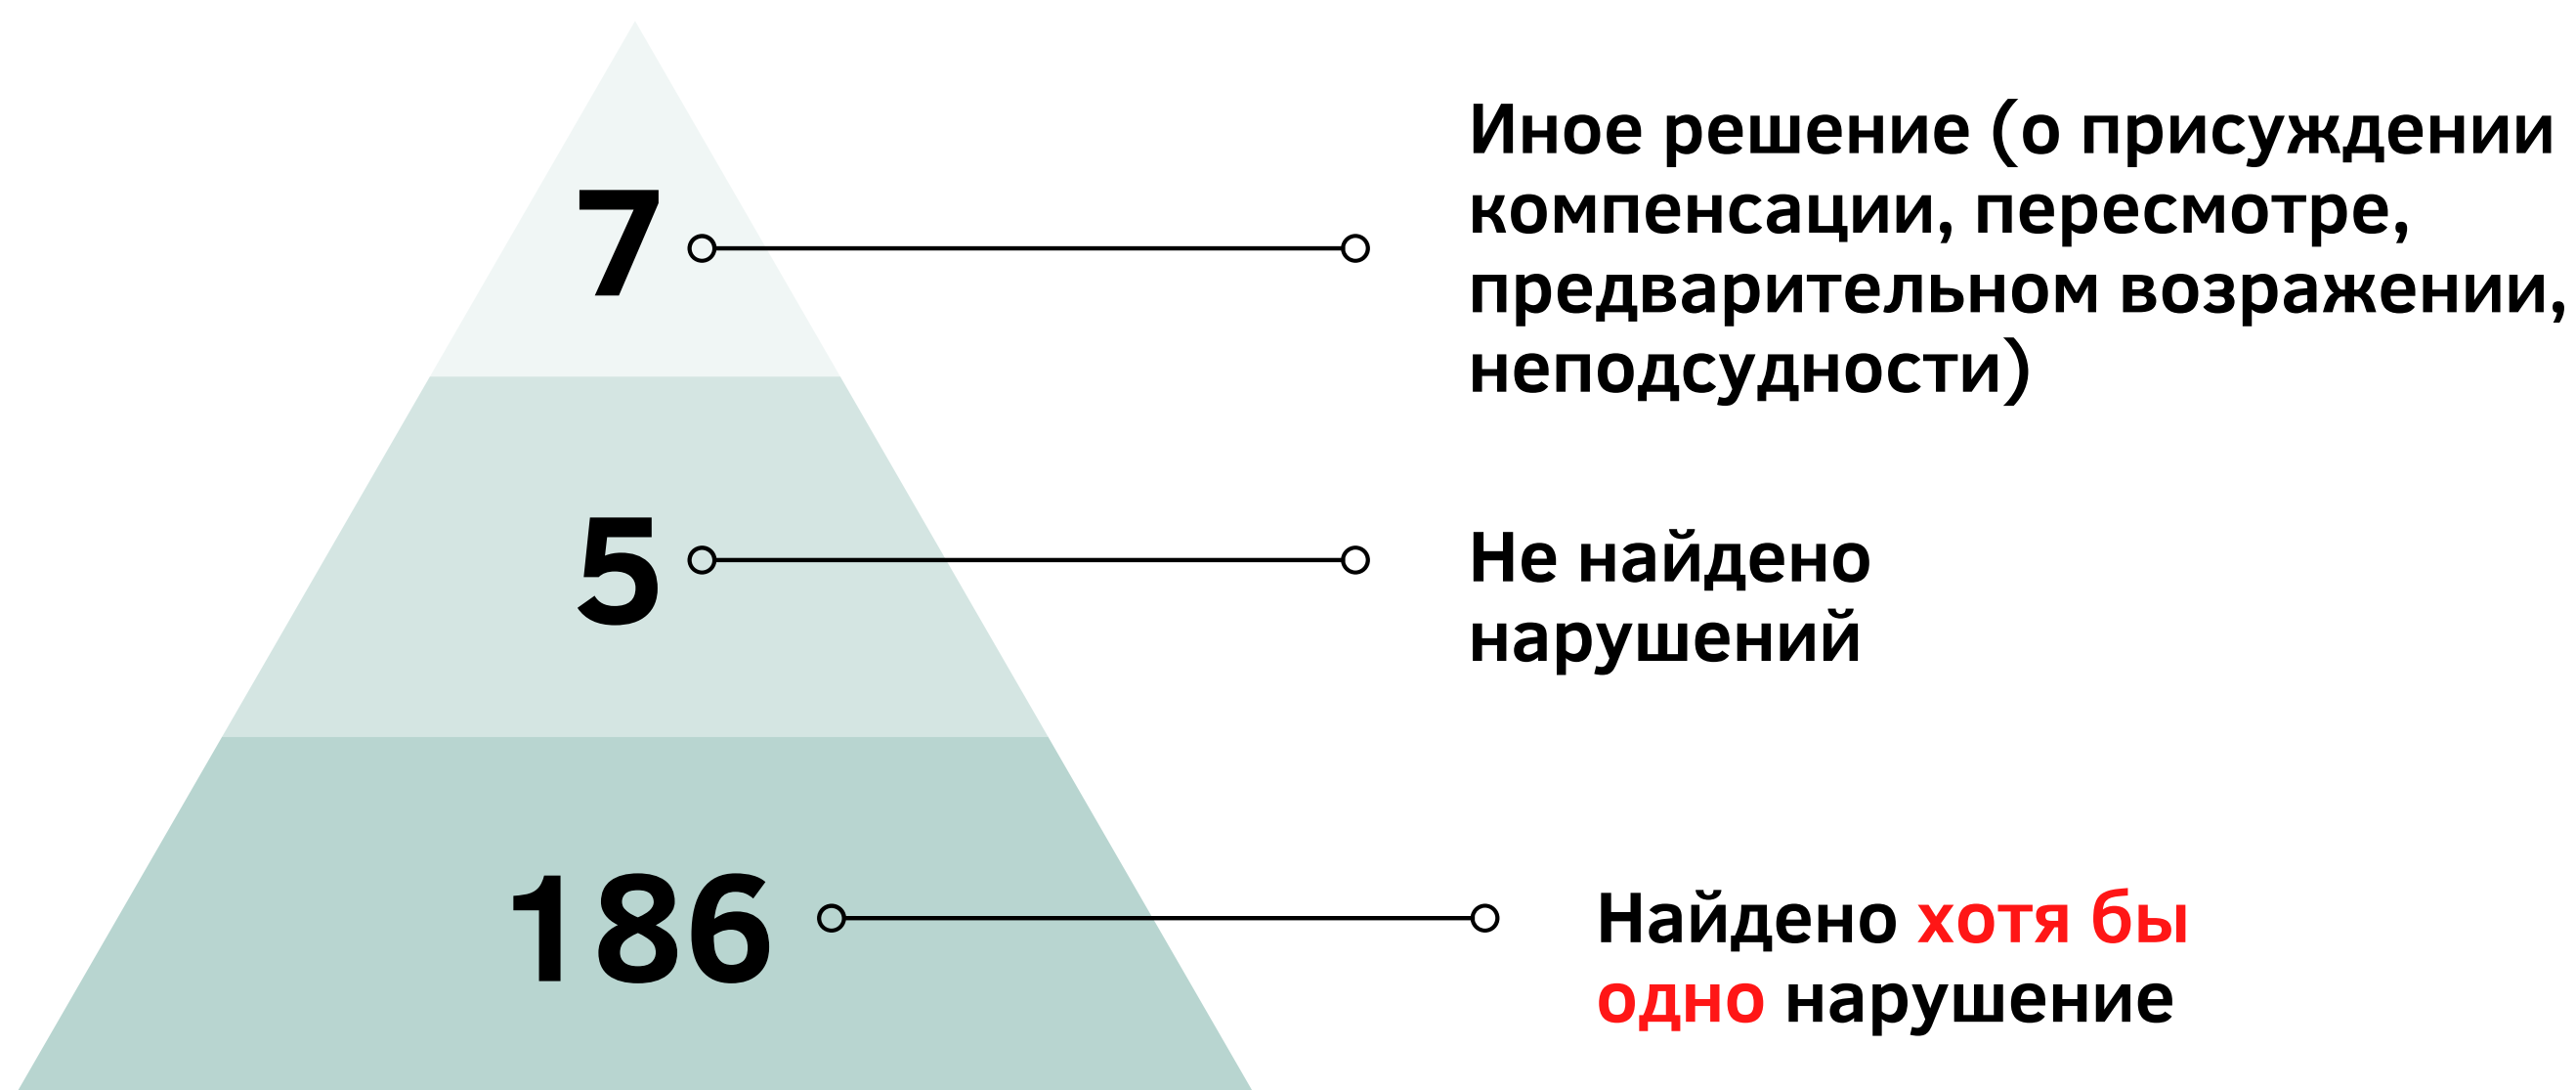 7
Иное решение (о присуждении
компенсации, пересмотре,
предварительном возражении,
неподсудности)
5
Не найдено
нарушений
186
Найдено хотя бы
одно нарушение